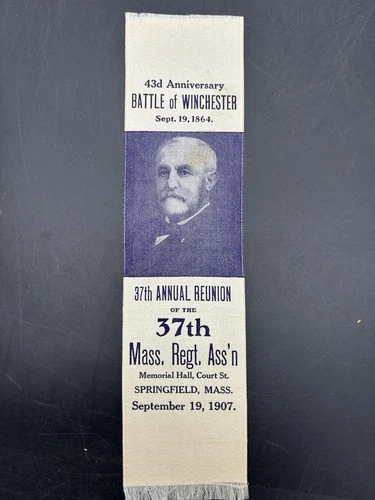 43d Anniversary
BATTLE of WINCHESTER
Sept. 19, 1864.
37th ANNUAL REUNION
OF THE
37th
Mass. Regt. Ass'n
Memorial Hall, Court St.
SPRINGFIELD, MASS.
September 19, 1907.